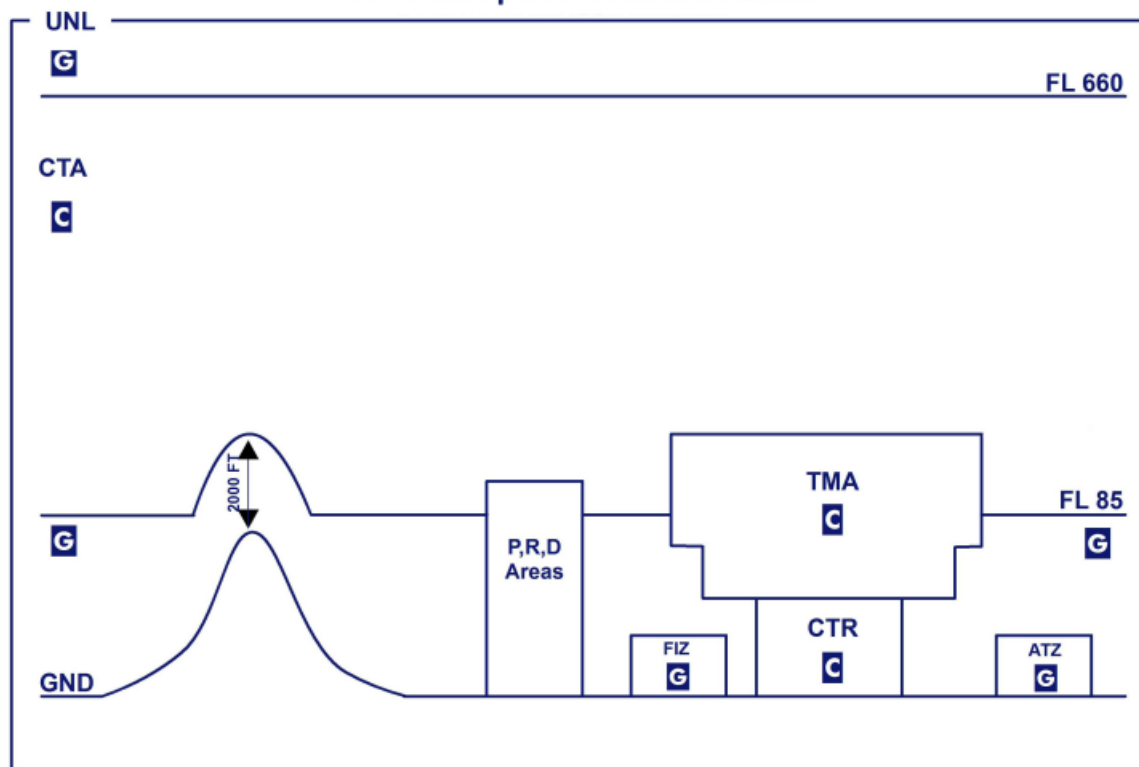 UNL
G
FL 660
CTA
C
2000 FT
TMA
C
FL 85
G
G
P,R,D
Areas
CTR
C
FIZ
G
ATZ
G
GND